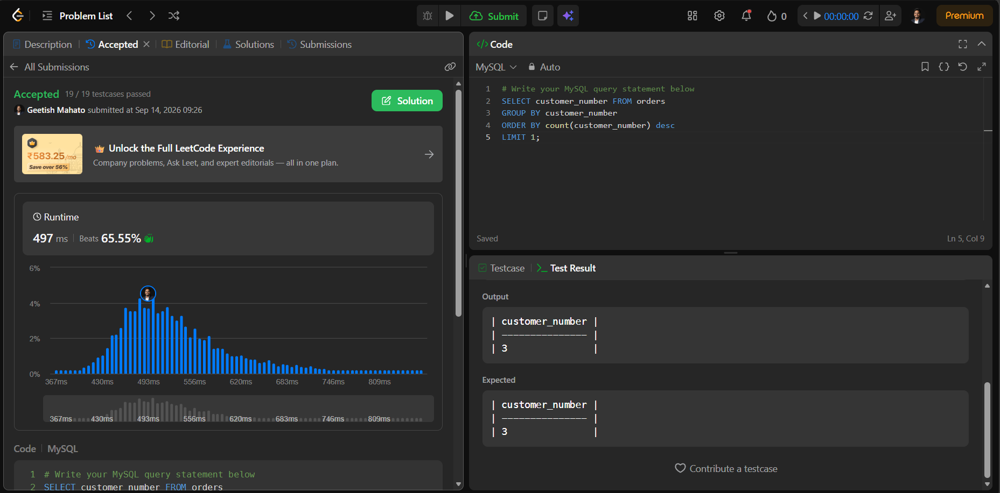 Problem List
Submit
0
00:00:00
Premium
Description
Accepted
Editorial
Solutions
Submissions
All Submissions
Accepted 19 / 19 testcases passed
Geetish Mahato submitted at Sep 14, 2026 09:26
Solution
₹583.25/mo
Save over 56%
Unlock the Full LeetCode Experience
Company problems, Ask Leet, and expert editorials — all in one plan.
Runtime
497 ms
Beats 65.55%
6%
4%
2%
0%
367ms 430ms 493ms 556ms 620ms 683ms 746ms 809ms
367ms 430ms 493ms 556ms 620ms 683ms 746ms 809ms
Code MySQL
1 # Write your MySQL query statement below
2 SELECT customer_number FROM orders
Code
MySQL
Auto
1 # Write your MySQL query statement below
2 SELECT customer_number FROM orders
3 GROUP BY customer_number
4 ORDER BY count(customer_number) desc
5 LIMIT 1;
Saved
Ln 5, Col 9
Testcase
Test Result
Output
| customer_number |
| --------------- |
| 3 |
Expected
| customer_number |
| --------------- |
| 3 |
Contribute a testcase